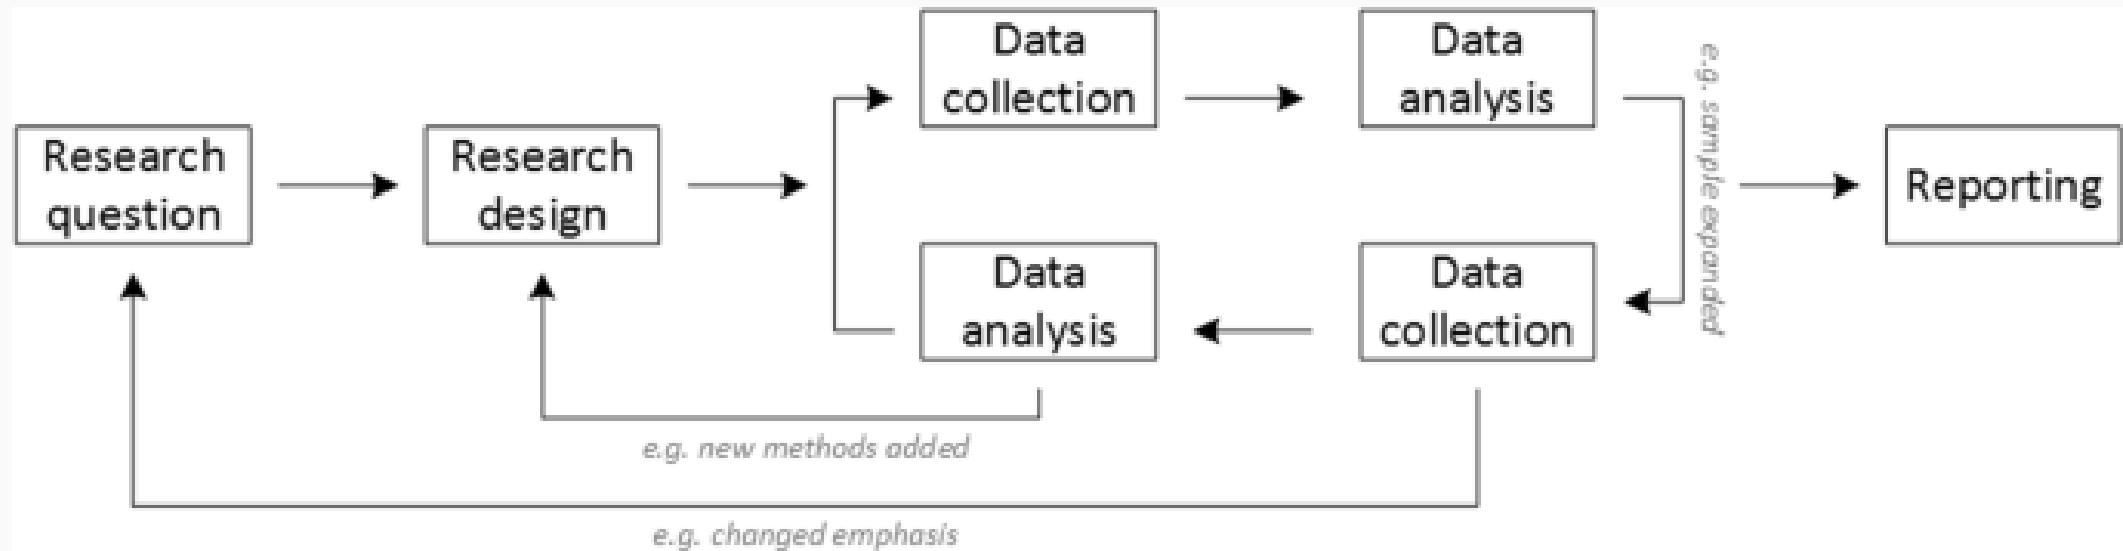 Research
question
Research
design
Data
collection
Data
analysis
e.g. sample expanded
Data
analysis
Data
collection
Reporting
e.g. new methods added
e.g. changed emphasis